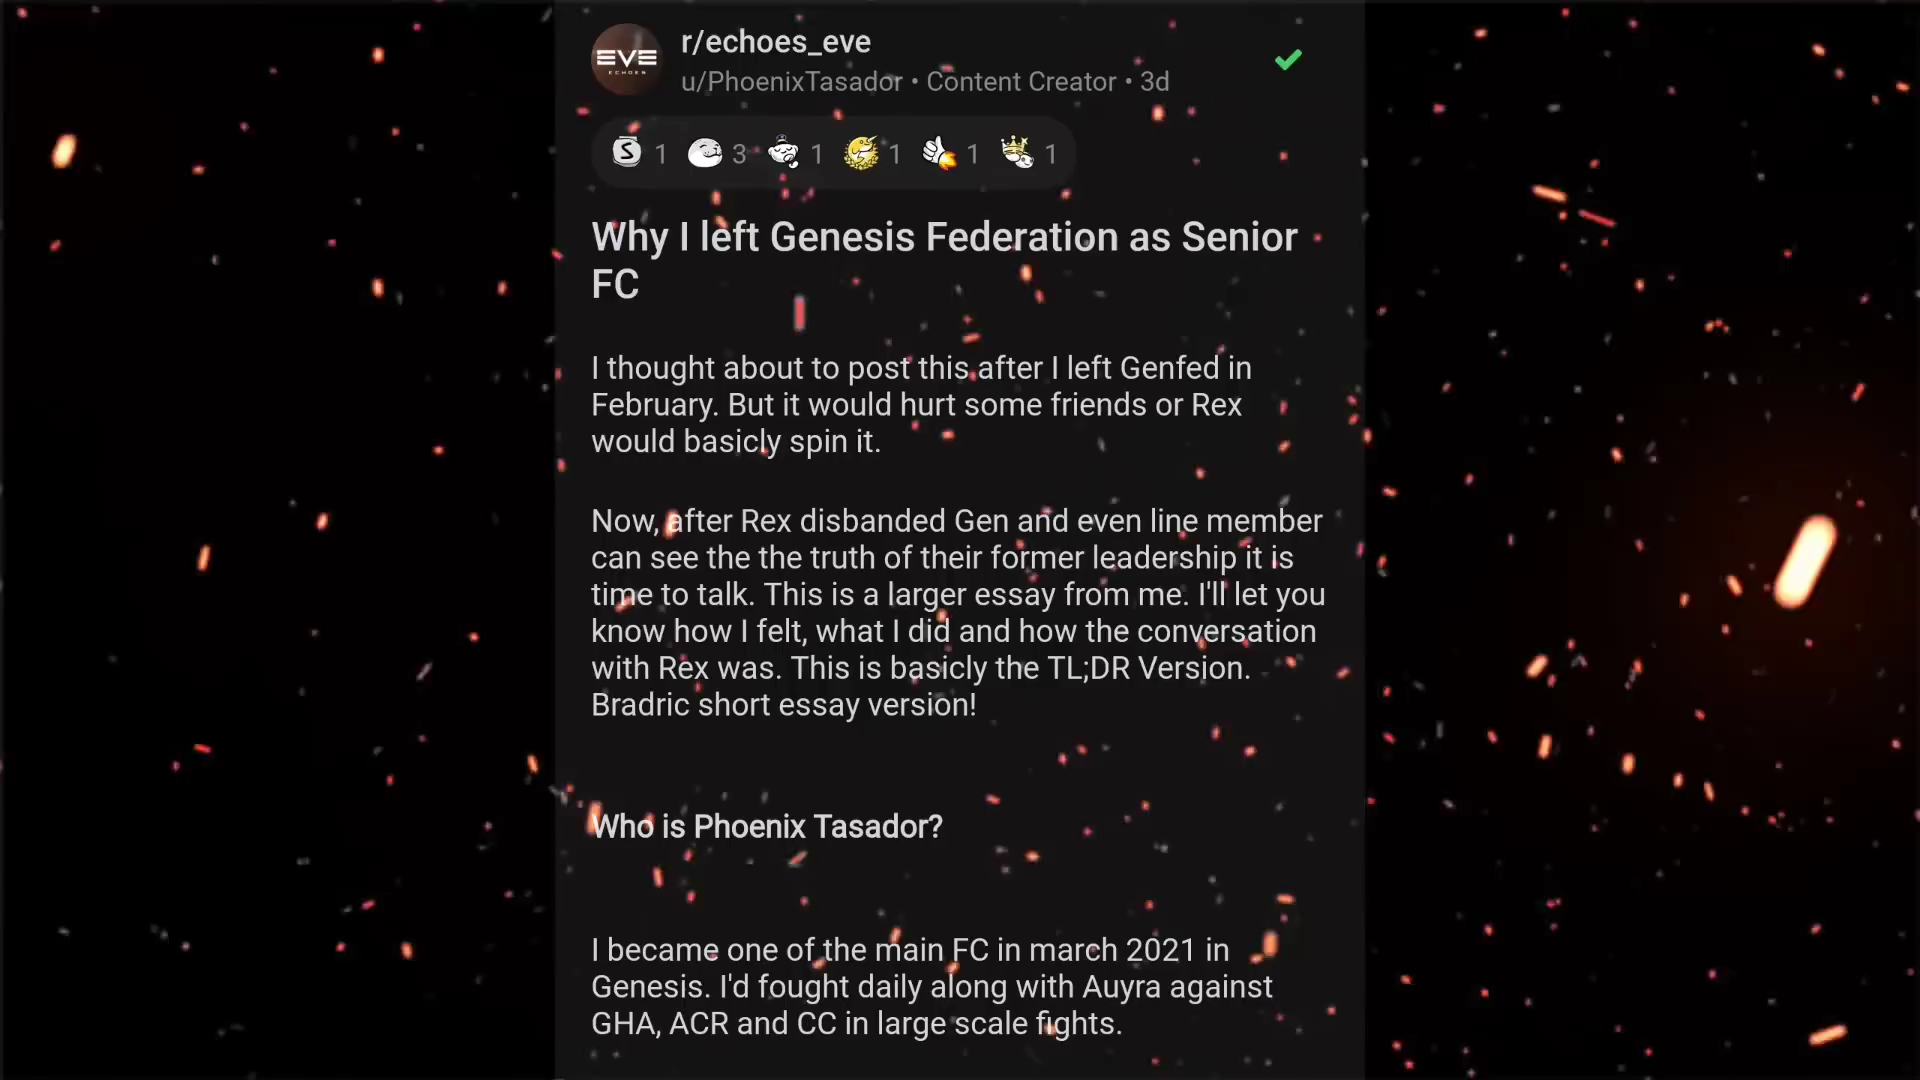 r/echoes_eve
EVE
ECHOES
u/PhoenixTasador • Content Creator • 3d
S 1 3 1 1 1 1
Why I left Genesis Federation as Senior
FC
I thought about to post this after I left Genfed in
February. But it would hurt some friends or Rex
would basicly spin it.
Now, after Rex disbanded Gen and even line member
can see the the truth of their former leadership it is
time to talk. This is a larger essay from me. I'll let you
know how I felt, what I did and how the conversation
with Rex was. This is basicly the TL;DR Version.
Bradric short essay version!
Who is Phoenix Tasador?
I became one of the main FC in march 2021 in
Genesis. I'd fought daily along with Auyra against
GHA, ACR and CC in large scale fights.